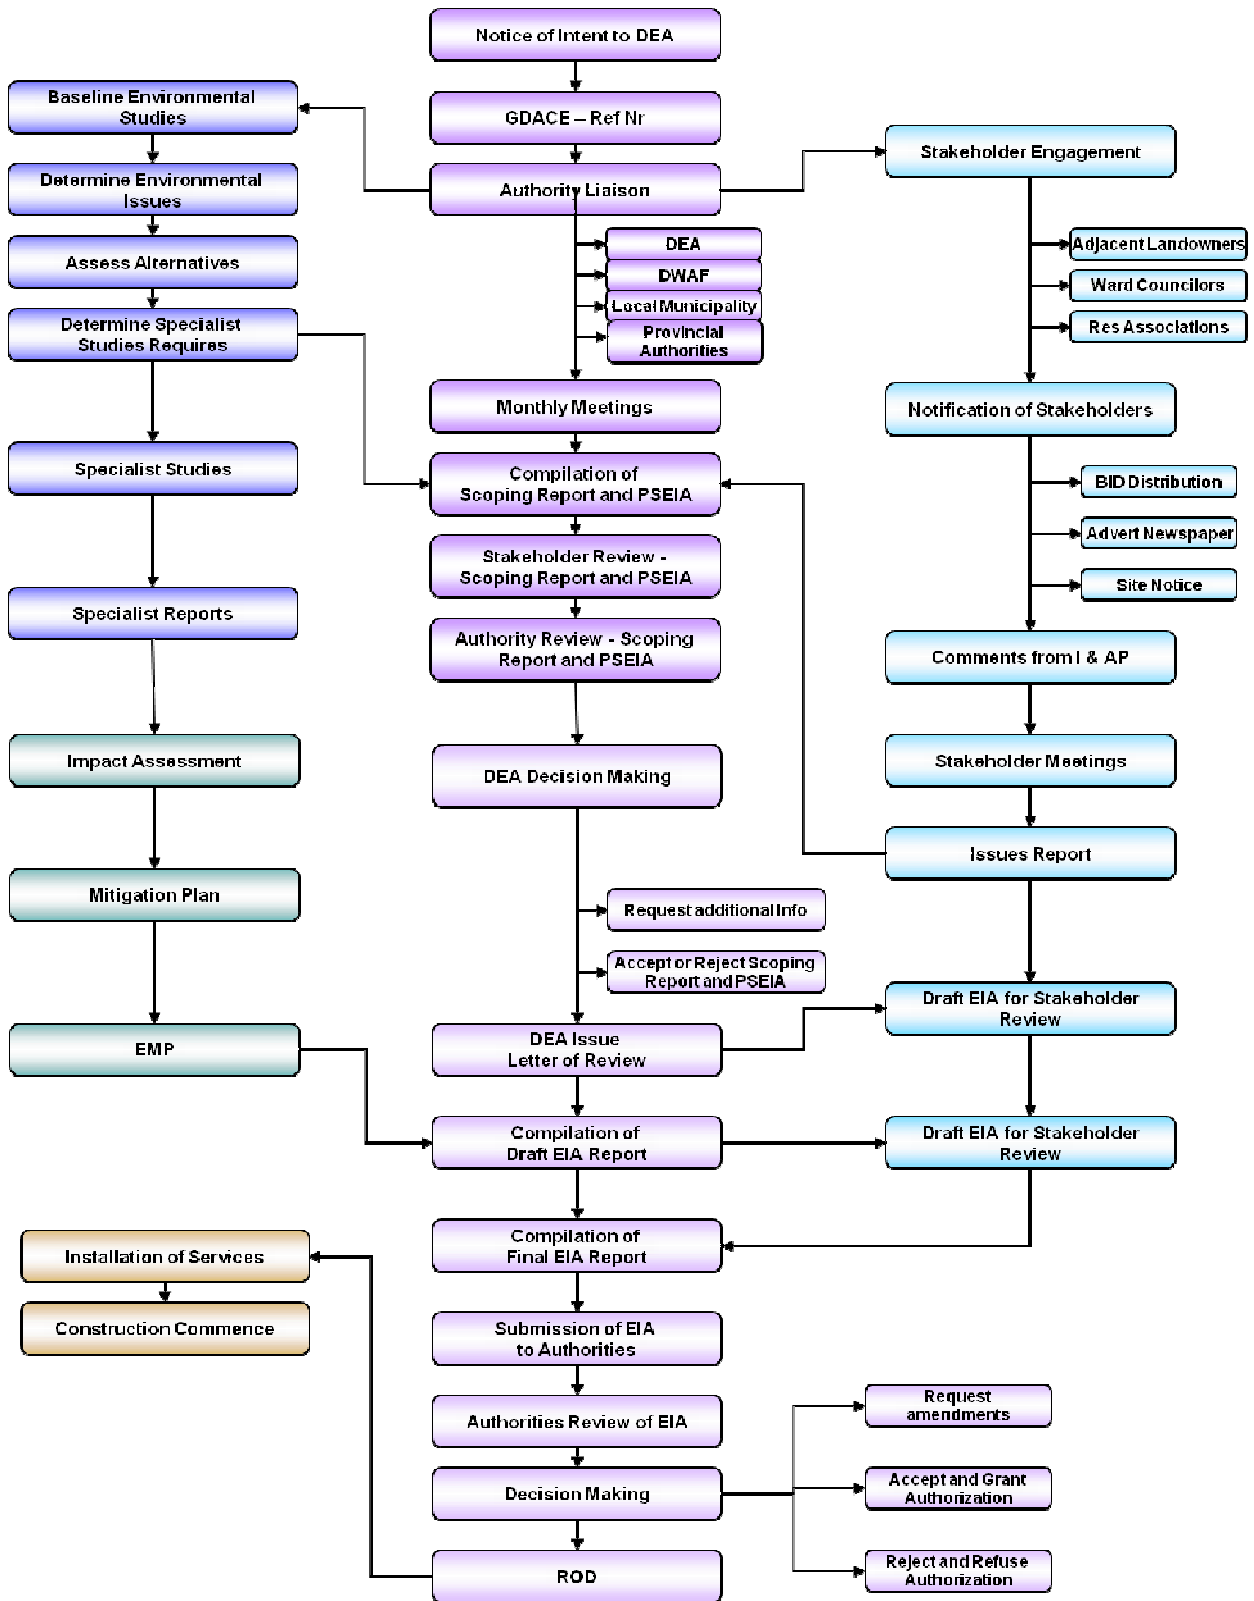 Notice of Intent to DEA
GDACE – Ref Nr
Authority Liaison
DEA
DWAF
Local Municipality
Provincial
Authorities
Monthly Meetings
Compilation of
Scoping Report and PSEIA
Stakeholder Review -
Scoping Report and PSEIA
Authority Review - Scoping
Report and PSEIA
DEA Decision Making
Request additional Info
Accept or Reject Scoping
Report and PSEIA
DEA Issue
Letter of Review
Compilation of
Draft EIA Report
Compilation of
Final EIA Report
Submission of EIA
to Authorities
Authorities Review of EIA
Decision Making
Request
amendments
Accept and Grant
Authorization
Reject and Refuse
Authorization
ROD
Baseline Environmental
Studies
Determine Environmental
Issues
Assess Alternatives
Determine Specialist
Studies Requires
Specialist Studies
Specialist Reports
Impact Assessment
Mitigation Plan
EMP
Installation of Services
Construction Commence
Stakeholder Engagement
Adjacent Landowners
Ward Councilors
Res Associations
Notification of Stakeholders
BID Distribution
Advert Newspaper
Site Notice
Comments from I & AP
Stakeholder Meetings
Issues Report
Draft EIA for Stakeholder
Review
Draft EIA for Stakeholder
Review